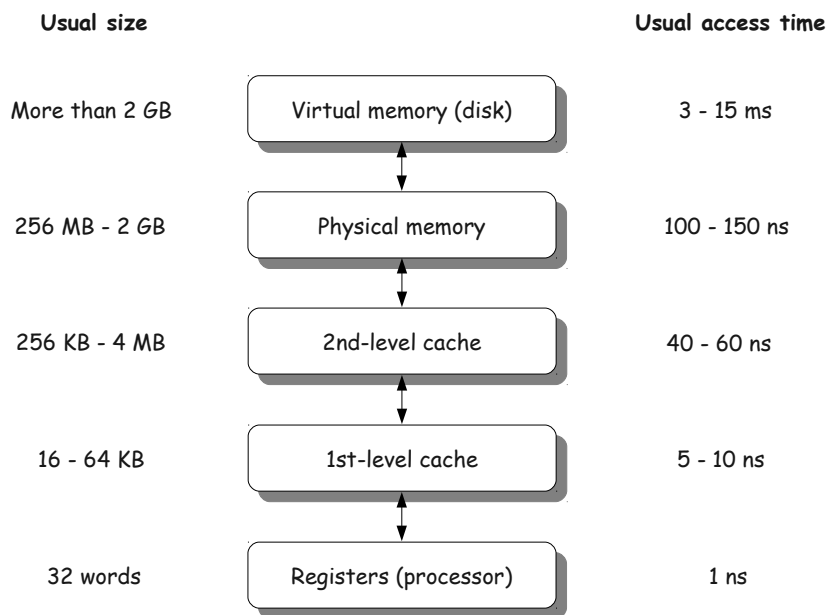 Usual size Usual access time
More than 2 GB Virtual memory (disk) 3 - 15 ms
256 MB - 2 GB Physical memory 100 - 150 ns
256 KB - 4 MB 2nd-level cache 40 - 60 ns
16 - 64 KB 1st-level cache 5 - 10 ns
32 words Registers (processor) 1 ns